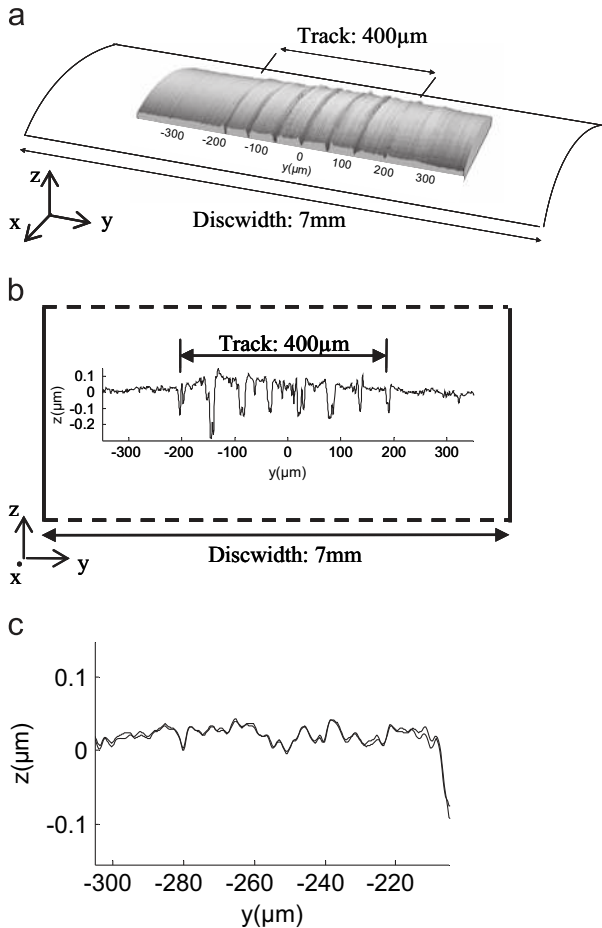 a
Track: 400µm
-300 -200 -100 0 100 200 300
y(µm)
Discwidth: 7mm
z
x
y
b
Track: 400µm
0.1
0
-0.1
-0.2
z(µm)
-300 -200 -100 0 100 200 300
y(µm)
z
y
x
Discwidth: 7mm
c
0.1
0
-0.1
z(µm)
-300 -280 -260 -240 -220
y(µm)